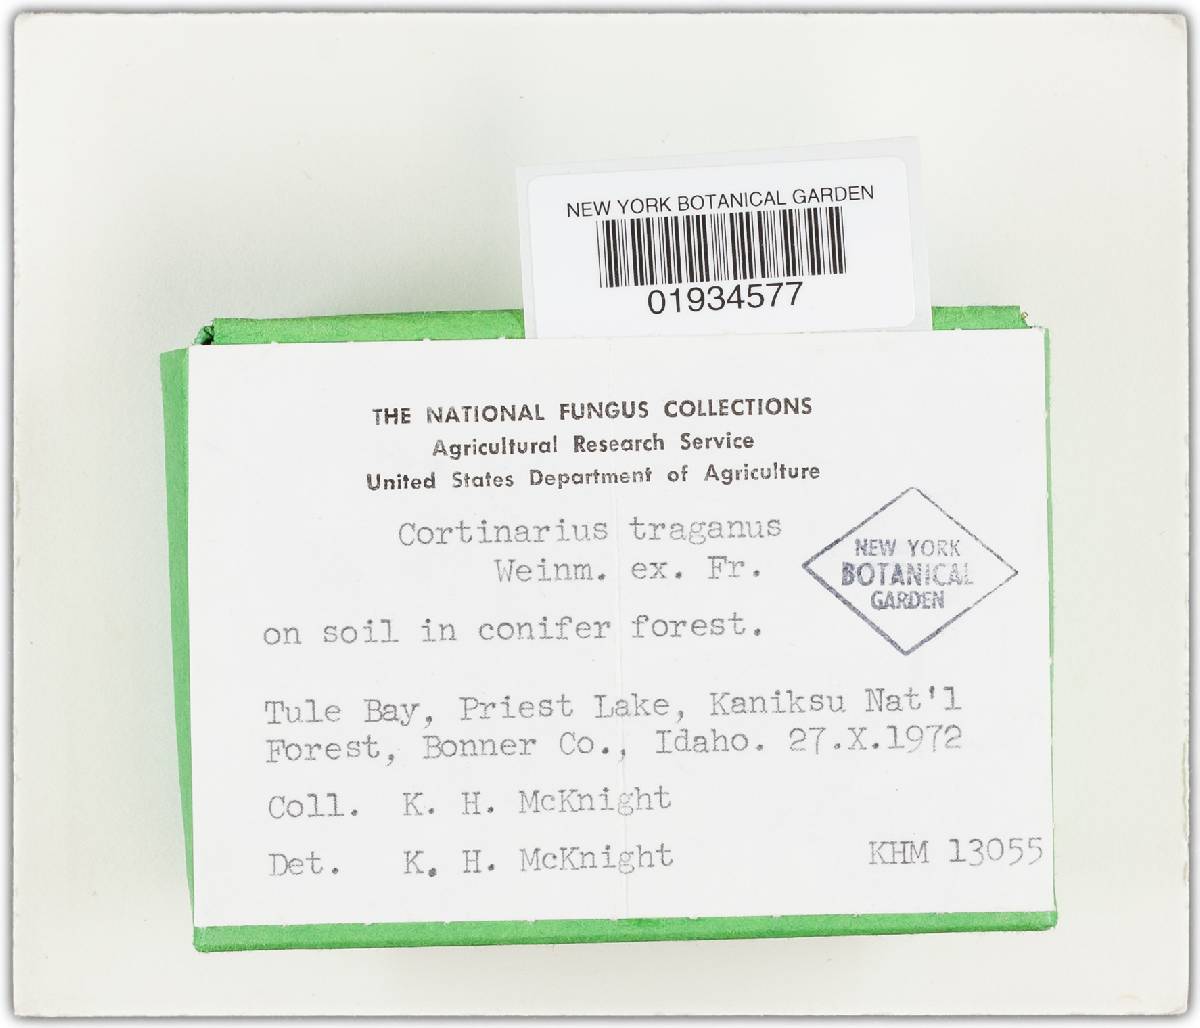 NEW YORK BOTANICAL GARDEN
01934577
THE NATIONAL FUNGUS COLLECTIONS
Agricultural Research Service
United States Department of Agriculture
Cortinarius traganus
Weinm. ex. Fr.
NEW YORK
BOTANICAL
GARDEN
on soil in conifer forest.
Tule Bay, Priest Lake, Kaniksu Nat'l
Forest, Bonner Co., Idaho. 27.X.1972
Coll. K. H. McKnight
Det. K. H. McKnight KHM 13055